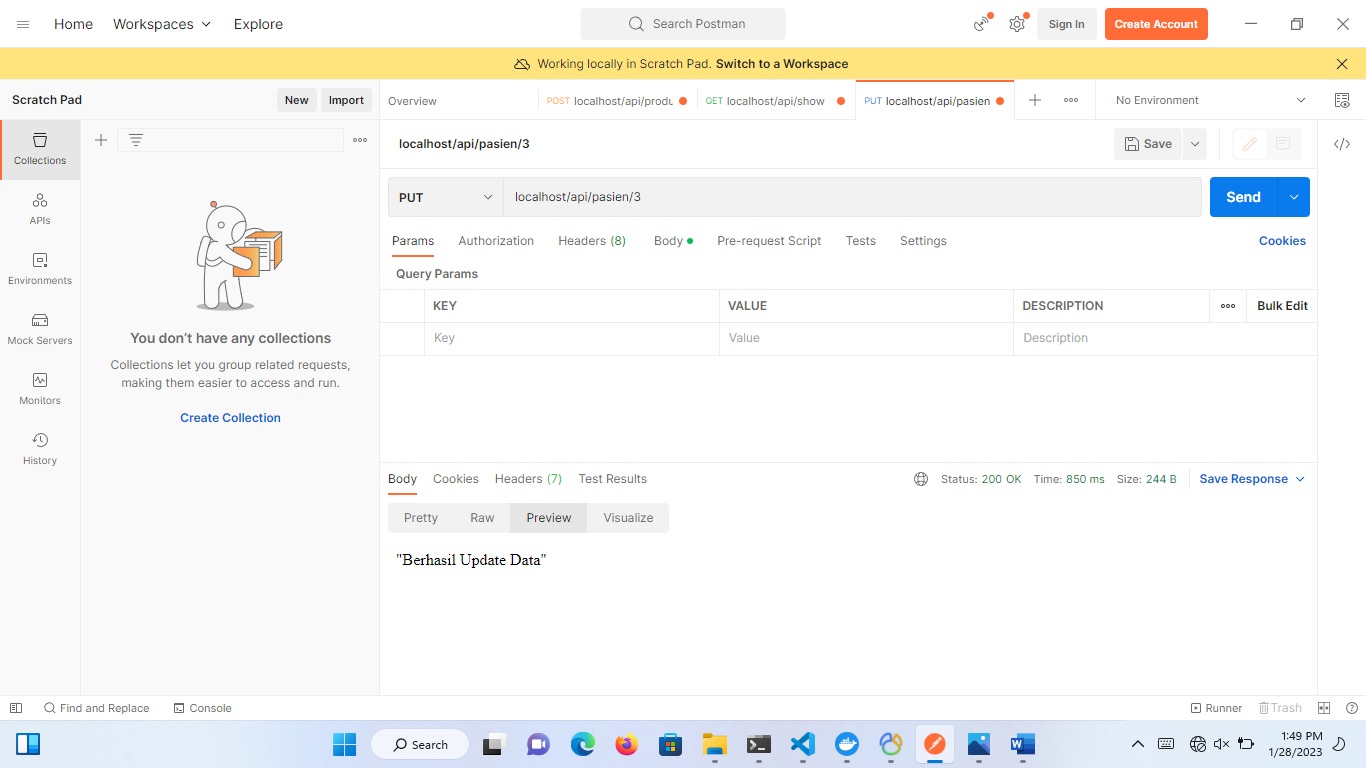 Home Workspaces Explore Search Postman Sign In Create Account
Working locally in Scratch Pad. Switch to a Workspace
Scratch Pad New Import Overview POST localhost/api/produ GET localhost/api/show PUT localhost/api/pasien No Environment
Collections
APIs
Environments
Mock Servers
Monitors
History
You don't have any collections
Collections let you group related requests,
making them easier to access and run.
Create Collection
localhost/api/pasien/3 Save
PUT localhost/api/pasien/3 Send
Params Authorization Headers (8) Body Pre-request Script Tests Settings Cookies
Query Params
KEY VALUE DESCRIPTION Bulk Edit
Key Value Description
Body Cookies Headers (7) Test Results Status: 200 OK Time: 850 ms Size: 244 B Save Response
Pretty Raw Preview Visualize
"Berhasil Update Data"
Find and Replace Console Runner Trash
Search 1:49 PM
1/28/2023